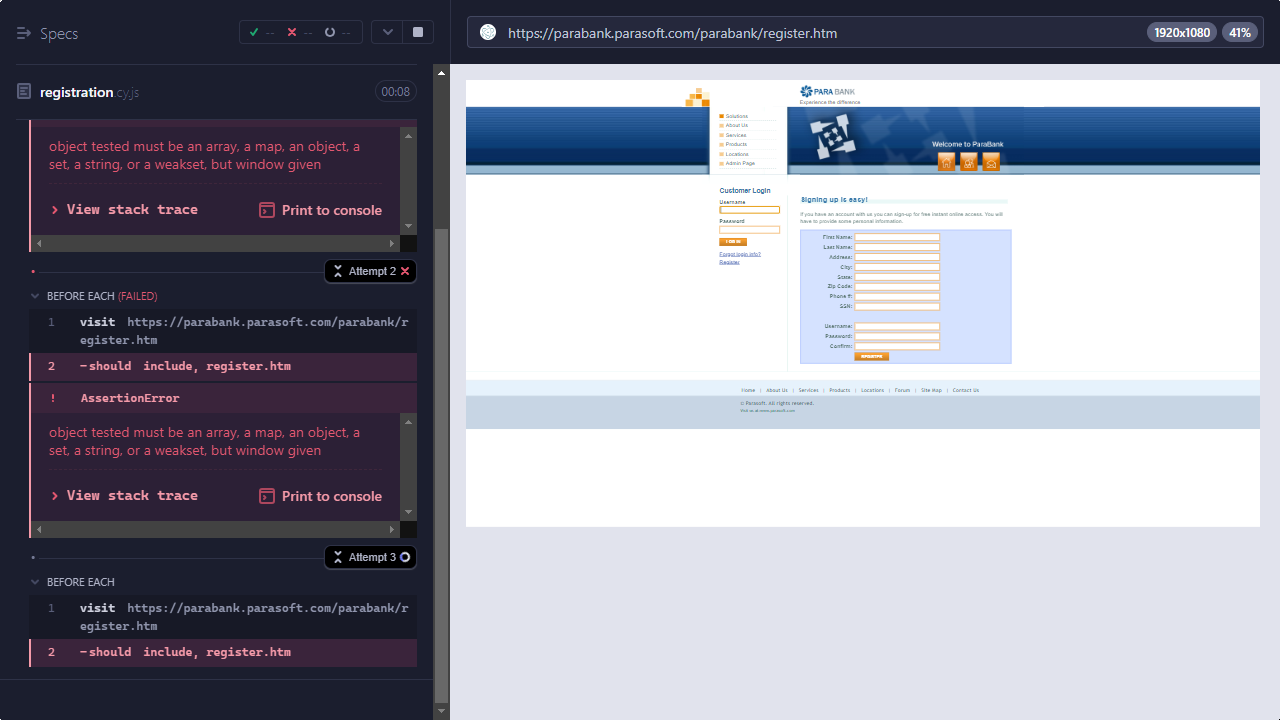 Specs
--
--
--
https://parabank.parasoft.com/parabank/register.htm
1920x1080
41%
registration.cy.js
00:08
object tested must be an array, a map, an object, a
set, a string, or a weakset, but window given
View stack trace
Print to console
Attempt 2
BEFORE EACH (FAILED)
1 visit https://parabank.parasoft.com/parabank/r
egister.htm
2 -should include, register.htm
! AssertionError
objecttested must be an array, a map, an object, a
set, a string, or a weakset, but window given
View stack trace
Print to console
Attempt 3
BEFORE EACH
1 visit https://parabank.parasoft.com/parabank/r
egister.htm
2 -should include, register.htm
PARA BANK
Experience the difference
Solutions
About Us
Services
Products
Locations
Admin Page
Welcome to ParaBank
Customer Login
Username
Password
LOG IN
Forgot login info?
Register
Signing up is easy!
If you have an account with us you can sign-up for free instant online access. You will
have to provide some personal information.
First Name:
Last Name:
Address:
City:
State:
Zip Code:
Phone #:
SSN:
Username:
Password:
Confirm:
REGISTER
Home | About Us | Services | Products | Locations | Forum | Site Map | Contact Us
© Parasoft. All rights reserved.
Visit us at:www.parasoft.com